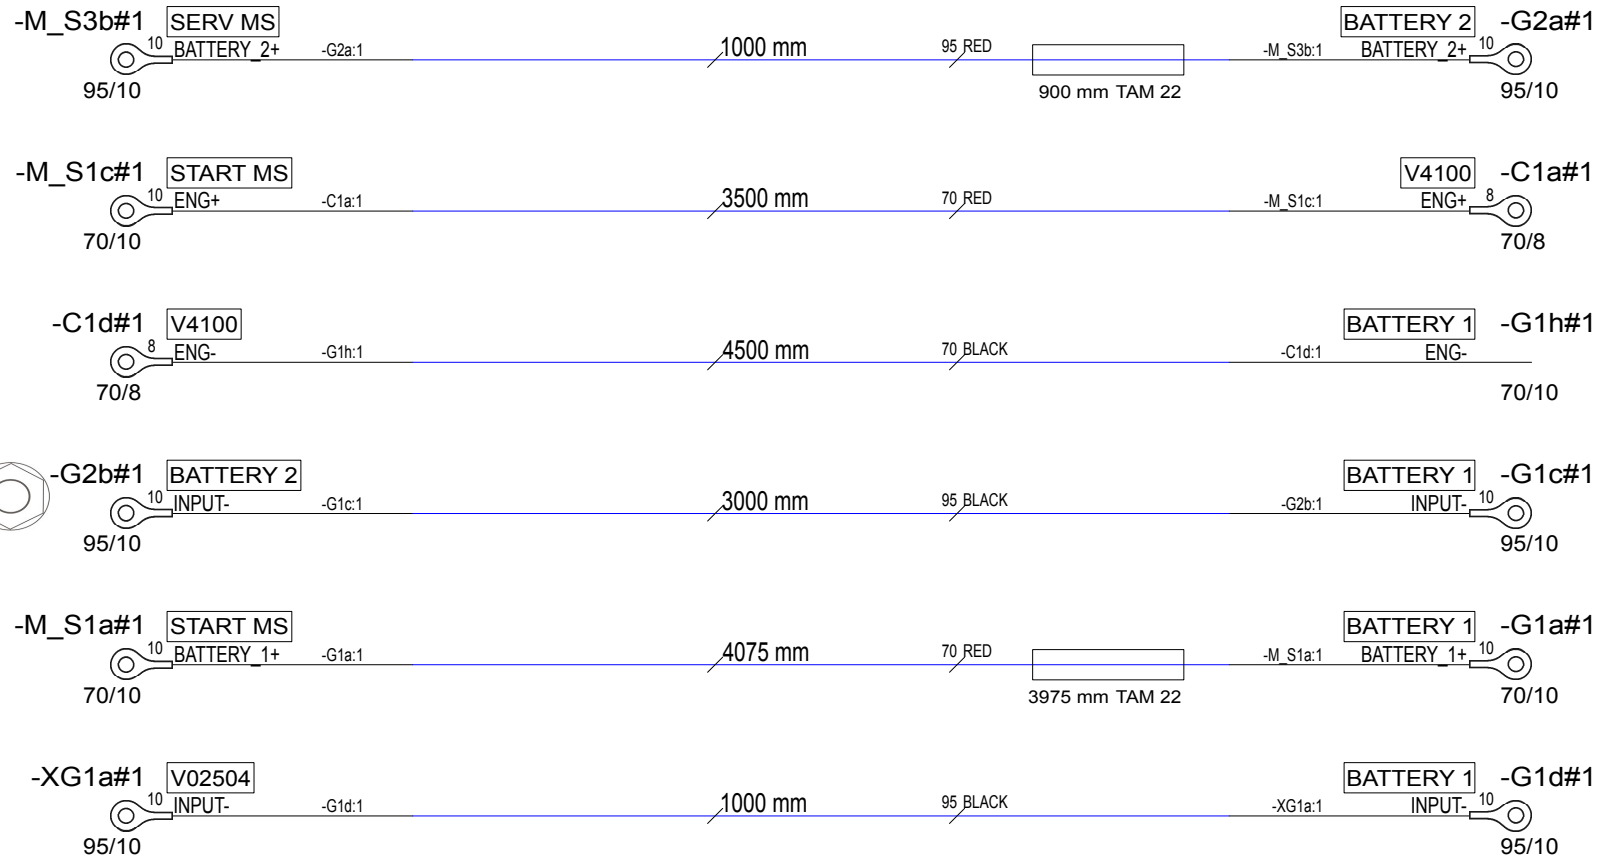 -M_S3b#1 SERV MS BATTERY 2 -G2a#1
10 BATTERY_2+ -G2a:1 1000 mm 95 RED -M_S3b:1 BATTERY_2+ 10
95/10 900 mm TAM 22 95/10
-M_S1c#1 START MS V4100 -C1a#1
10 ENG+ -C1a:1 3500 mm 70 RED -M_S1c:1 ENG+ 8
70/10 70/8
-C1d#1 V4100 BATTERY 1 -G1h#1
8 ENG- -G1h:1 4500 mm 70 BLACK -C1d:1 ENG-
70/8 70/10
-G2b#1 BATTERY 2 BATTERY 1 -G1c#1
10 INPUT- -G1c:1 3000 mm 95 BLACK -G2b:1 INPUT- 10
95/10 95/10
-M_S1a#1 START MS BATTERY 1 -G1a#1
10 BATTERY_1+ -G1a:1 4075 mm 70 RED -M_S1a:1 BATTERY_1+ 10
70/10 3975 mm TAM 22 70/10
-XG1a#1 V02504 BATTERY 1 -G1d#1
10 INPUT- -G1d:1 1000 mm 95 BLACK -XG1a:1 INPUT- 10
95/10 95/10